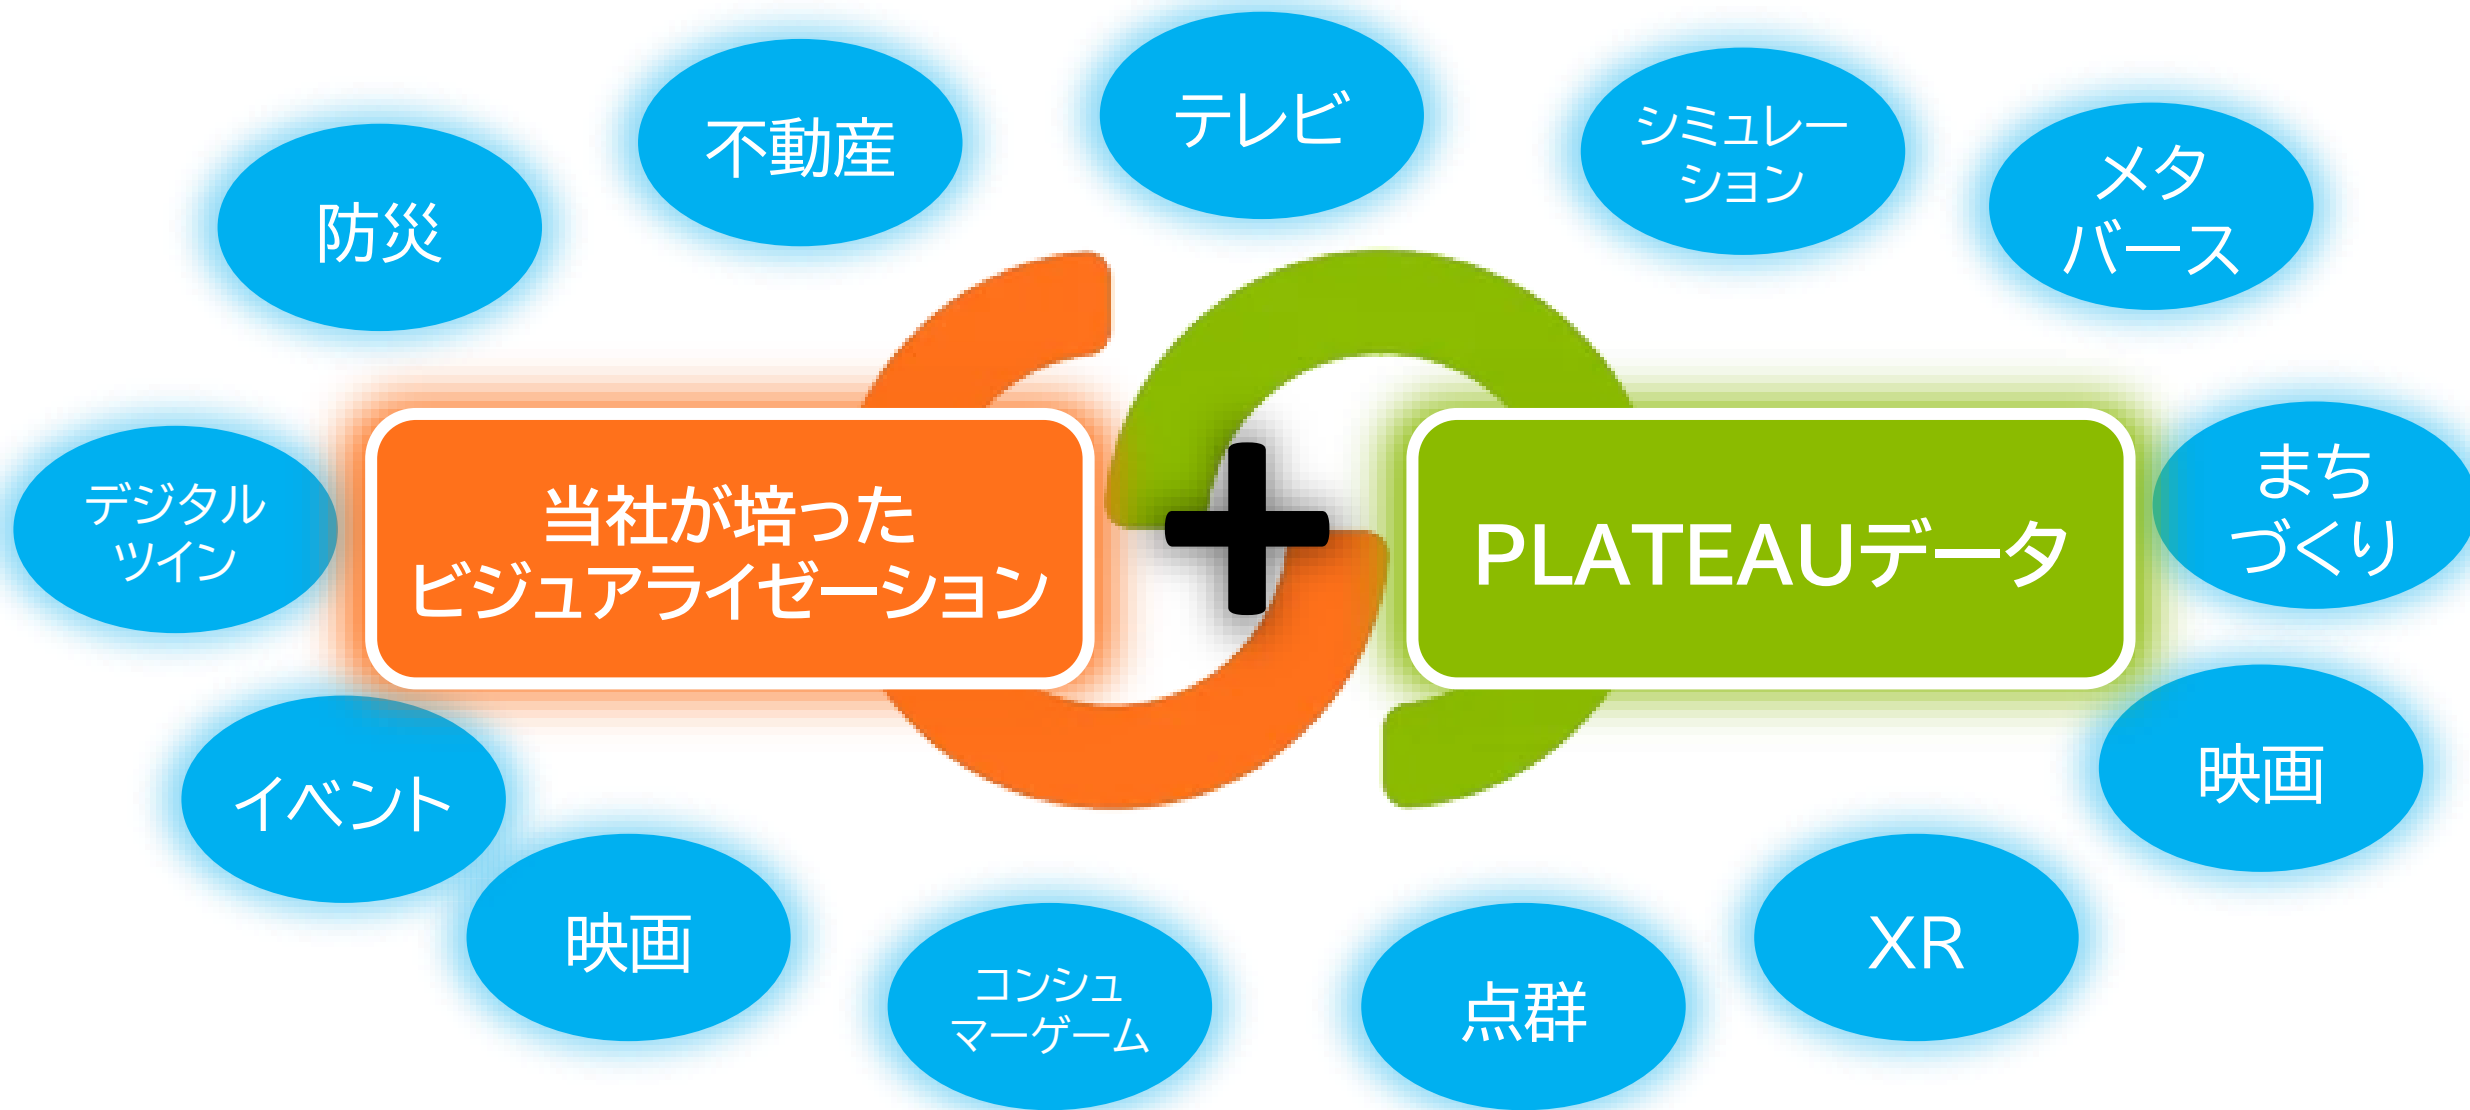 テレビ
不動産
シミュレー
ション
メタ
バース
防災
デジタル
ツイン
当社が培った
ビジュアライゼーション
+
PLATEAUデータ
まち
づくり
イベント
映画
映画
コンシュ
マーゲーム
点群
XR